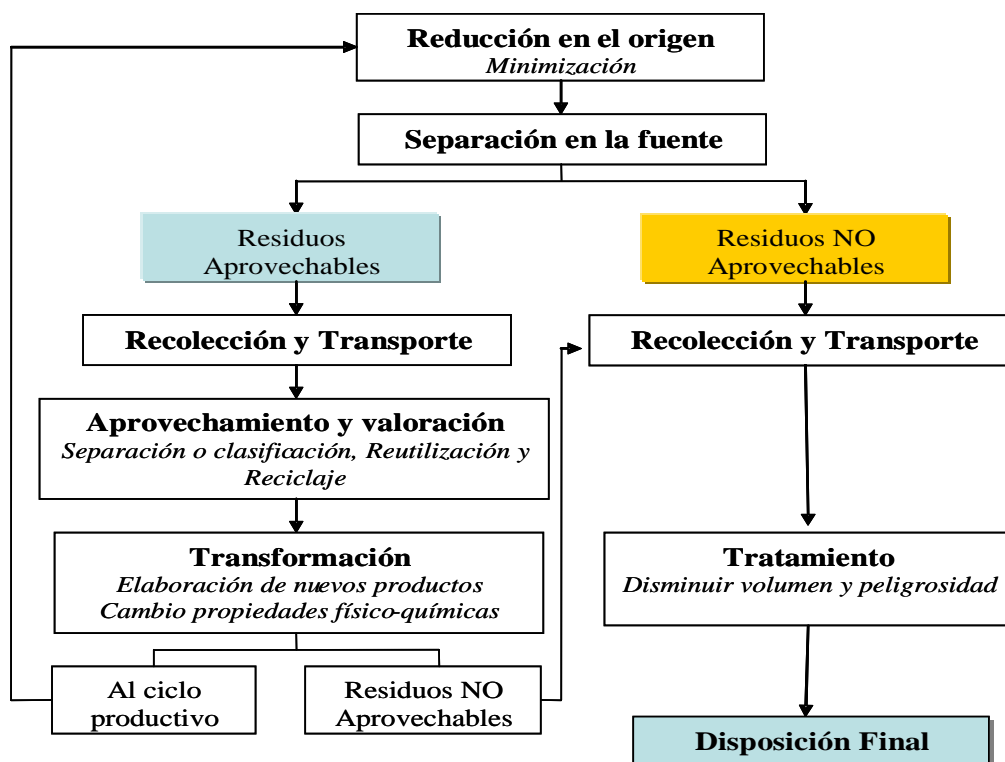 Reducción en el origen
Minimización
Separación en la fuente
Residuos
Aprovechables
Residuos NO
Aprovechables
Recolección y Transporte
Recolección y Transporte
Aprovechamiento y valoración
Separación o clasificación, Reutilización y
Reciclaje
Transformación
Elaboración de nuevos productos
Cambio propiedades físico-químicas
Tratamiento
Disminuir volumen y peligrosidad
Al ciclo
productivo
Residuos NO
Aprovechables
Disposición Final